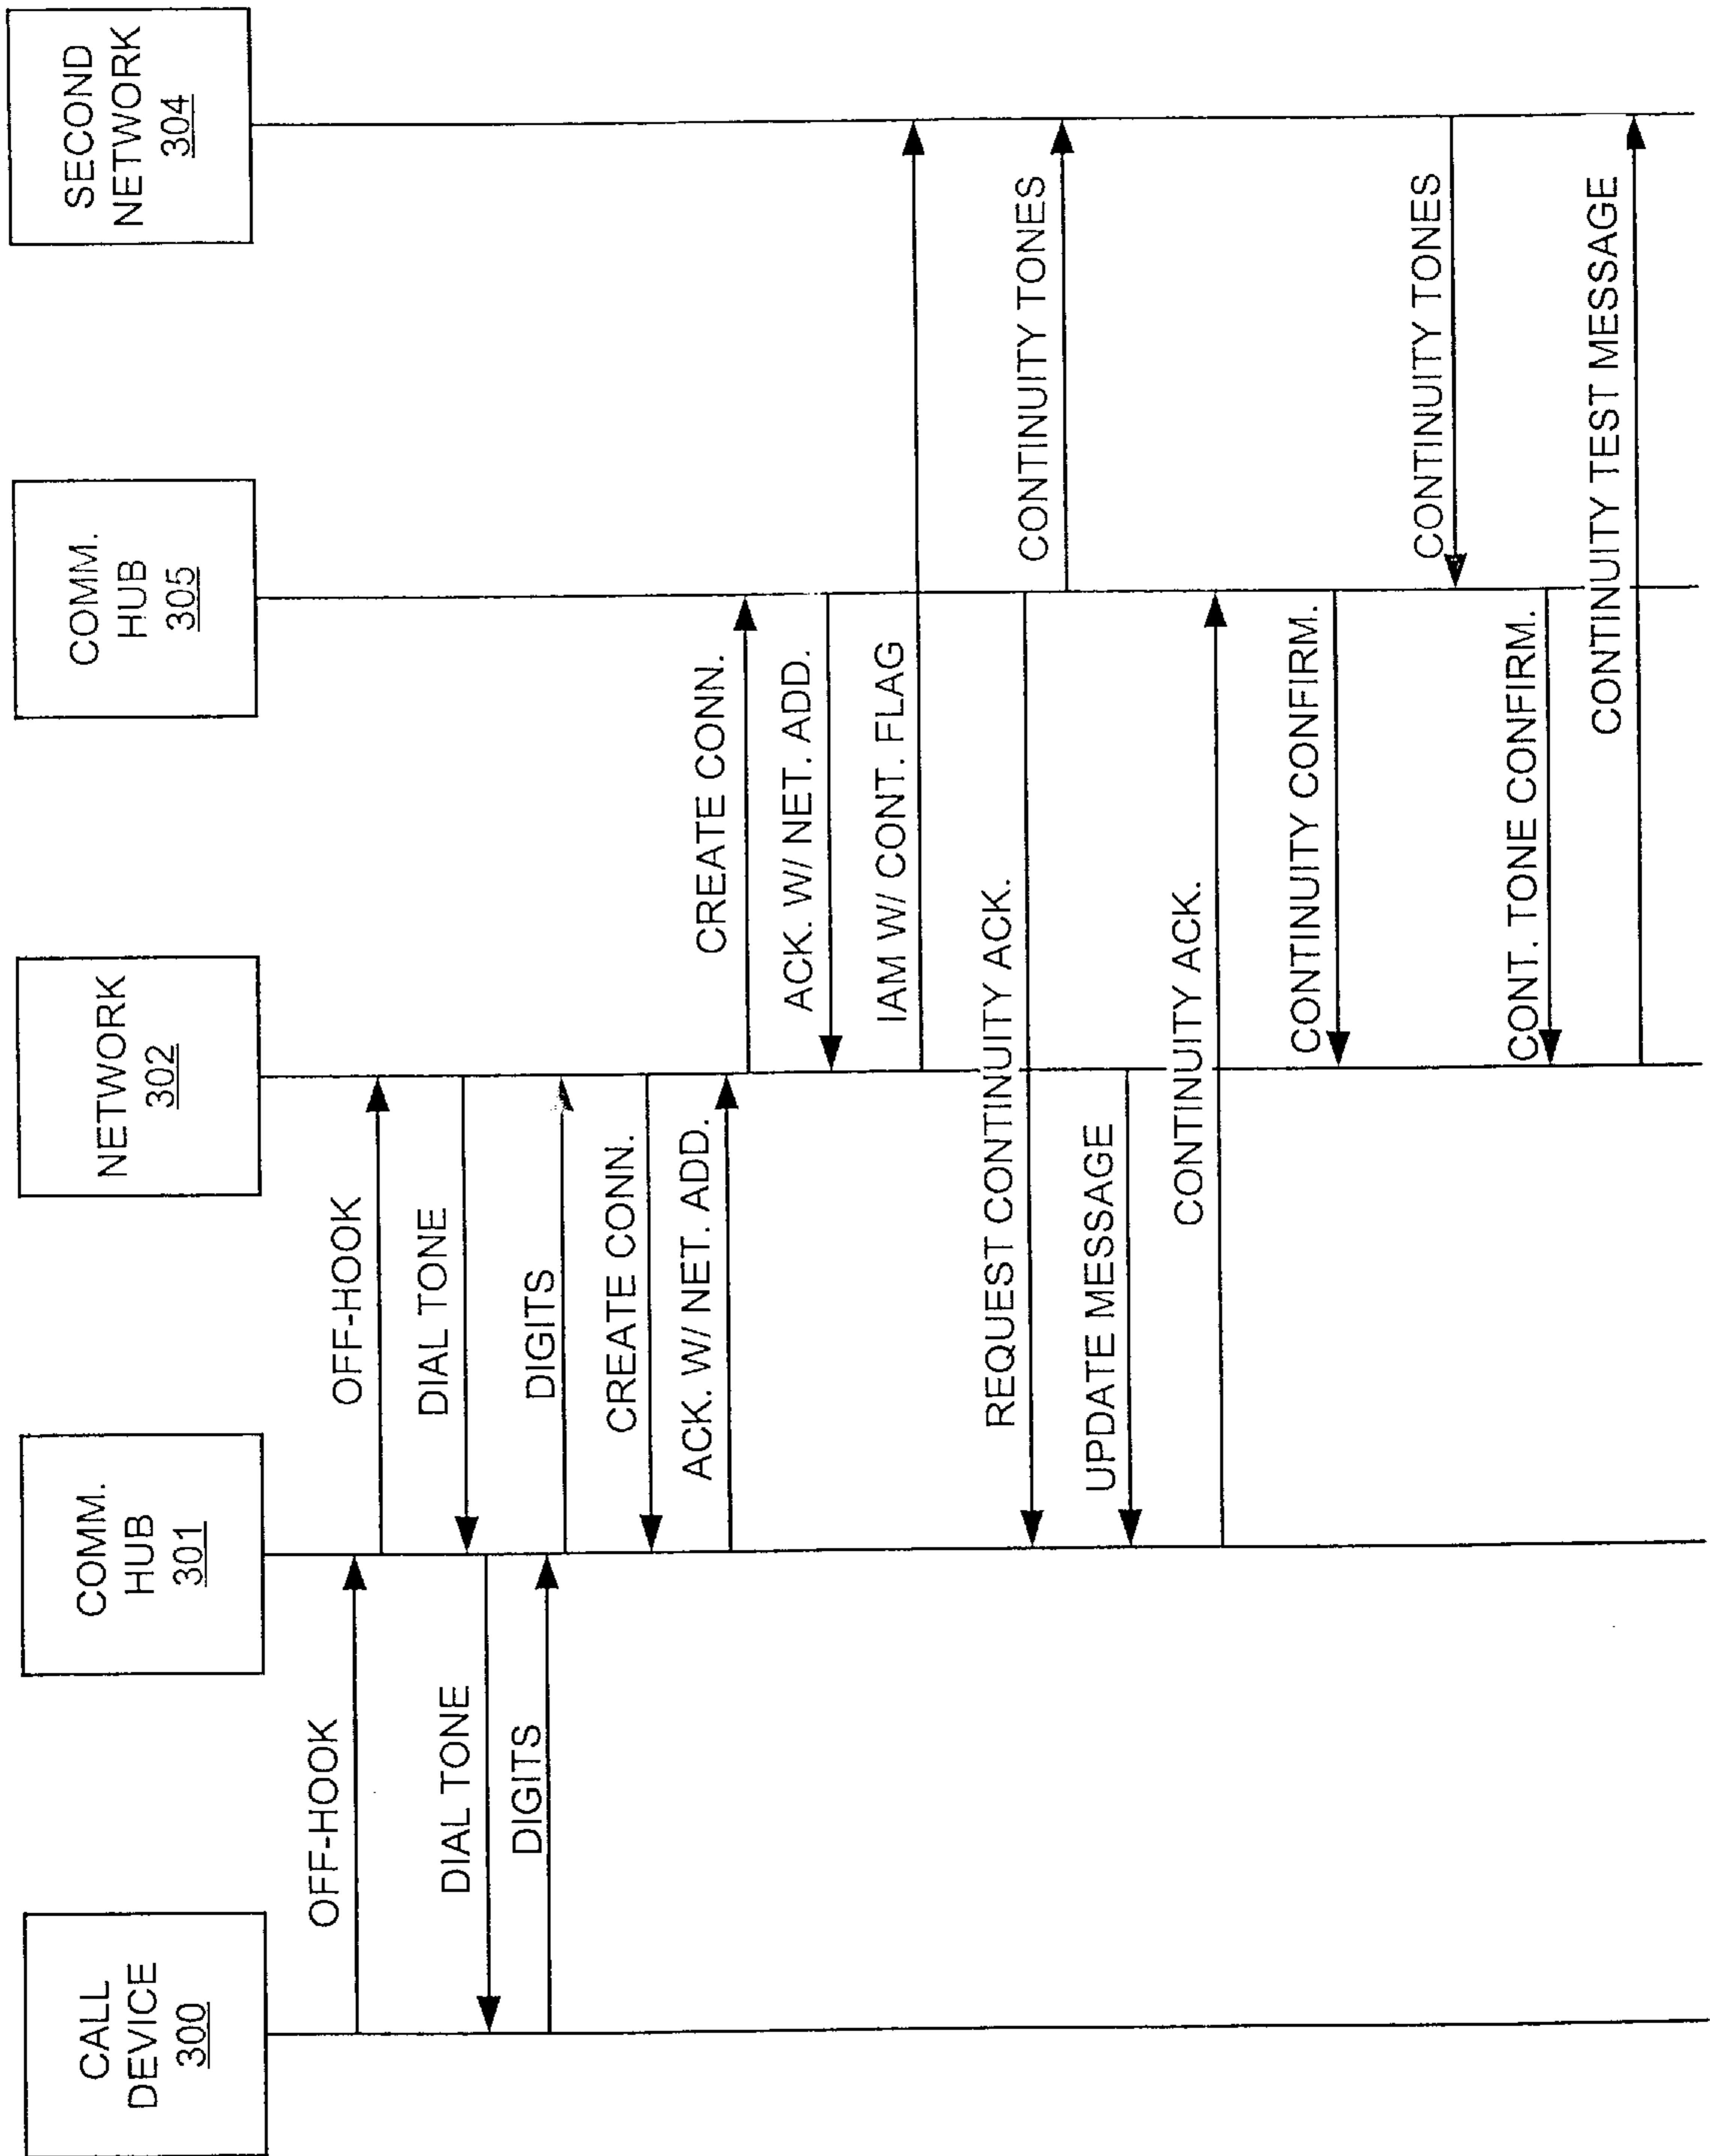 CALL
DEVICE
300
COMM.
HUB
301
NETWORK
302
COMM.
HUB
305
SECOND
NETWORK
304
OFF-HOOK
OFF-HOOK
DIAL TONE
DIAL TONE
DIGITS
DIGITS
CREATE CONN.
ACK. W/ NET. ADD.
CREATE CONN.
ACK. W/ NET. ADD.
IAM W/ CONT. FLAG
REQUEST CONTINUITY ACK.
CONTINUITY TONES
UPDATE MESSAGE
CONTINUITY ACK.
CONTINUITY CONFIRM.
CONTINUITY TONES
CONT. TONE CONFIRM.
CONTINUITY TEST MESSAGE